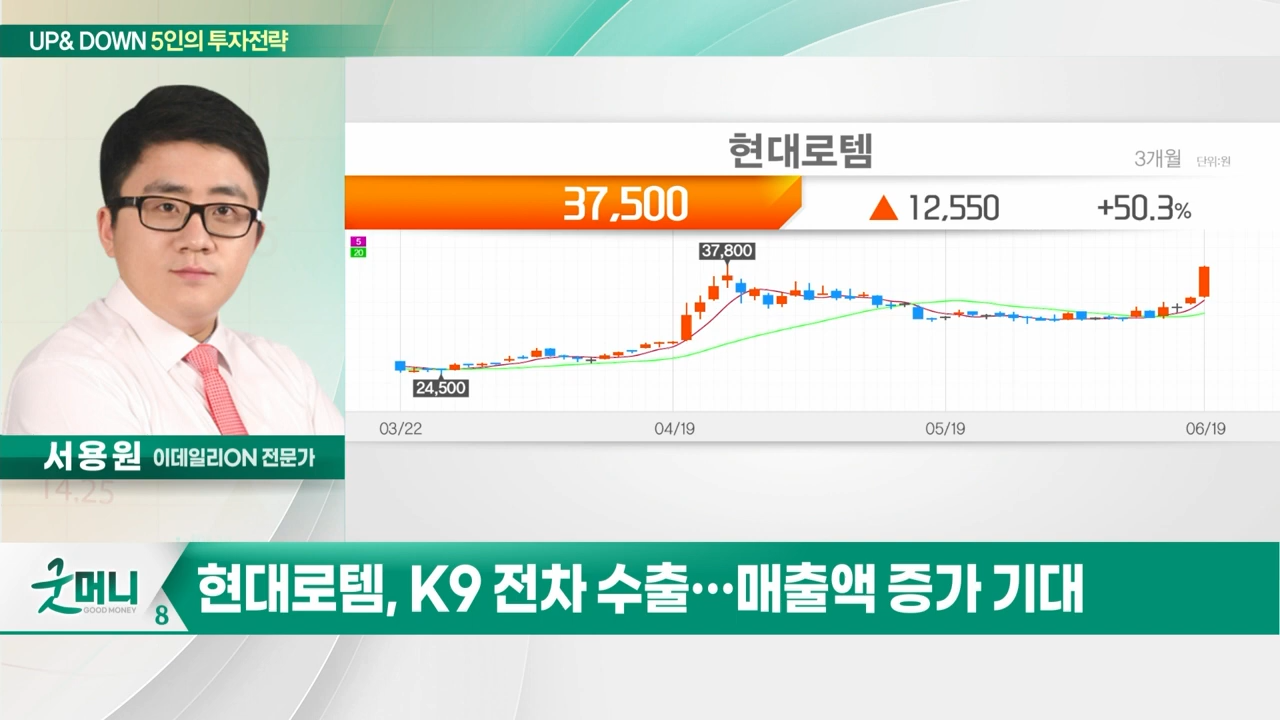 UP& DOWN 5인의 투자전략
현대로템
3개월 단위:원
37,500 ▲ 12,550 +50.3%
5
20
37,800
24,500
03/22 04/19 05/19 06/19
서용원 이데일리ON 전문가
14.25
굿머니
GOOD MONEY
8
현대로템, K9 전차 수출…매출액 증가 기대